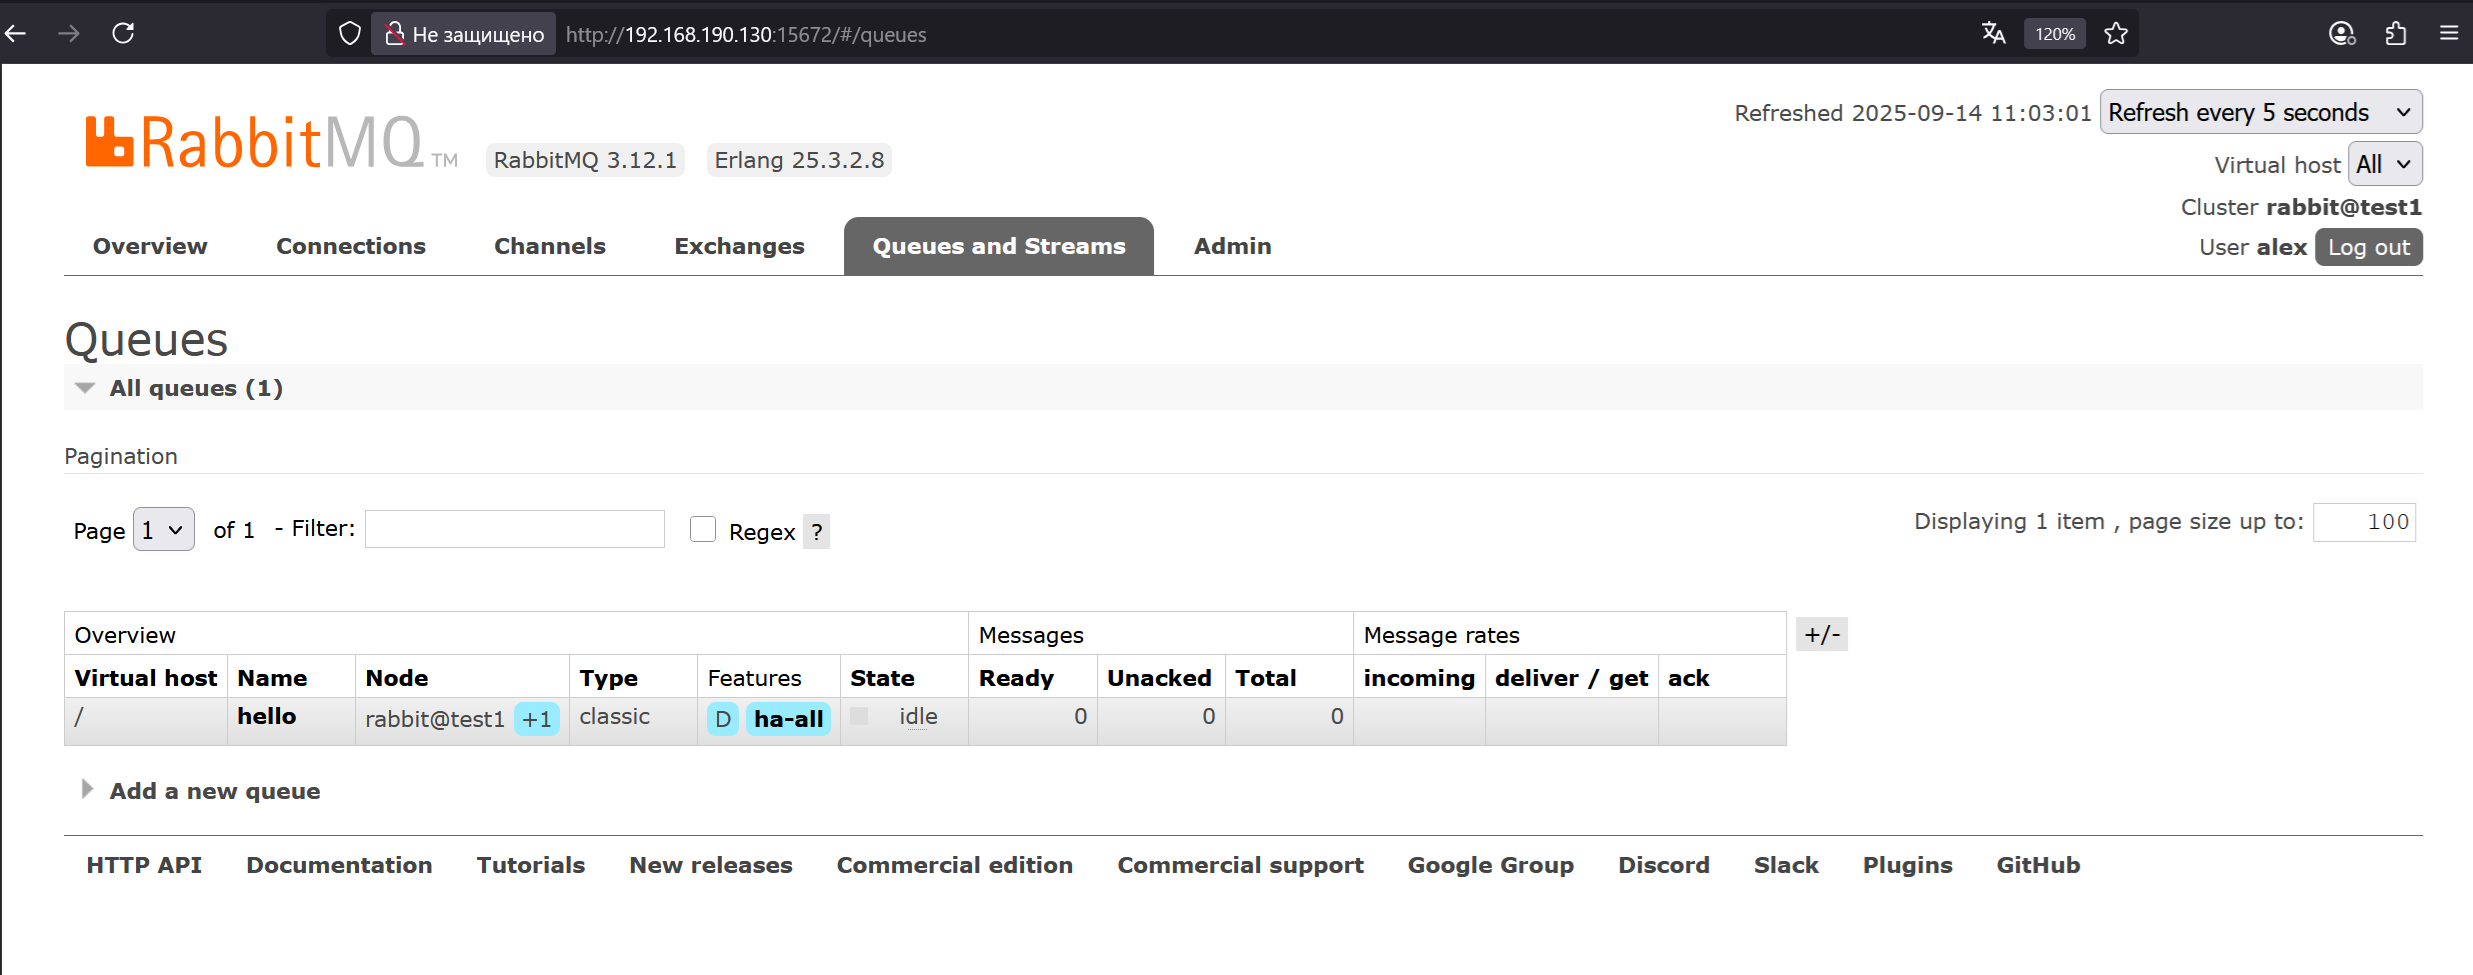 Не защищено http://192.168.190.130:15672/#/queues 120%
Refreshed 2025-09-14 11:03:01 Refresh every 5 seconds
RabbitMQ TM RabbitMQ 3.12.1 Erlang 25.3.2.8
Virtual host All
Cluster rabbit@test1
User alex Log out
Overview Connections Channels Exchanges Queues and Streams Admin
Queues
All queues (1)
Pagination
Page 1 of 1 - Filter: Regex ? Displaying 1 item , page size up to: 100
Overview Messages Message rates +/-
Virtual host Name Node Type Features State Ready Unacked Total incoming deliver / get ack
/ hello rabbit@test1 +1 classic D ha-all idle 0 0 0
Add a new queue
HTTP API Documentation Tutorials New releases Commercial edition Commercial support Google Group Discord Slack Plugins GitHub